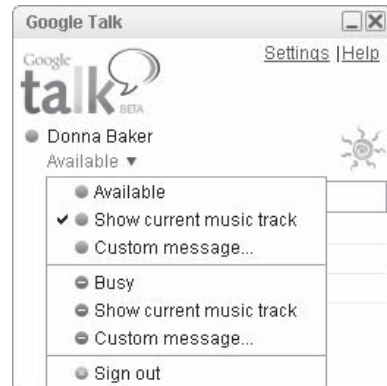 Google Talk
Settings | Help
Google
talk
BETA
Donna Baker
Available
Available
Show current music track
Custom message...
Busy
Show current music track
Custom message...
Sign out